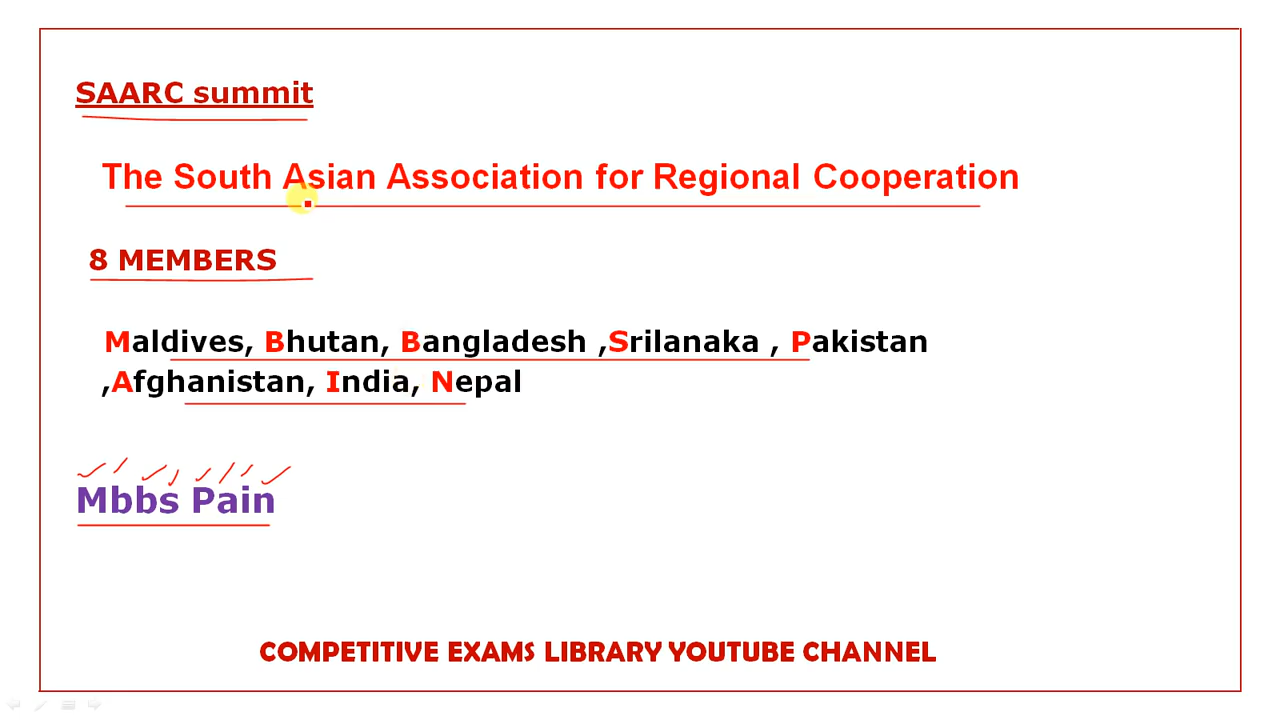 SAARC summit
The South Asian Association for Regional Cooperation
8 MEMBERS
Maldives, Bhutan, Bangladesh ,Srilanaka , Pakistan
,Afghanistan, India, Nepal
Mbbs Pain
COMPETITIVE EXAMS LIBRARY YOUTUBE CHANNEL